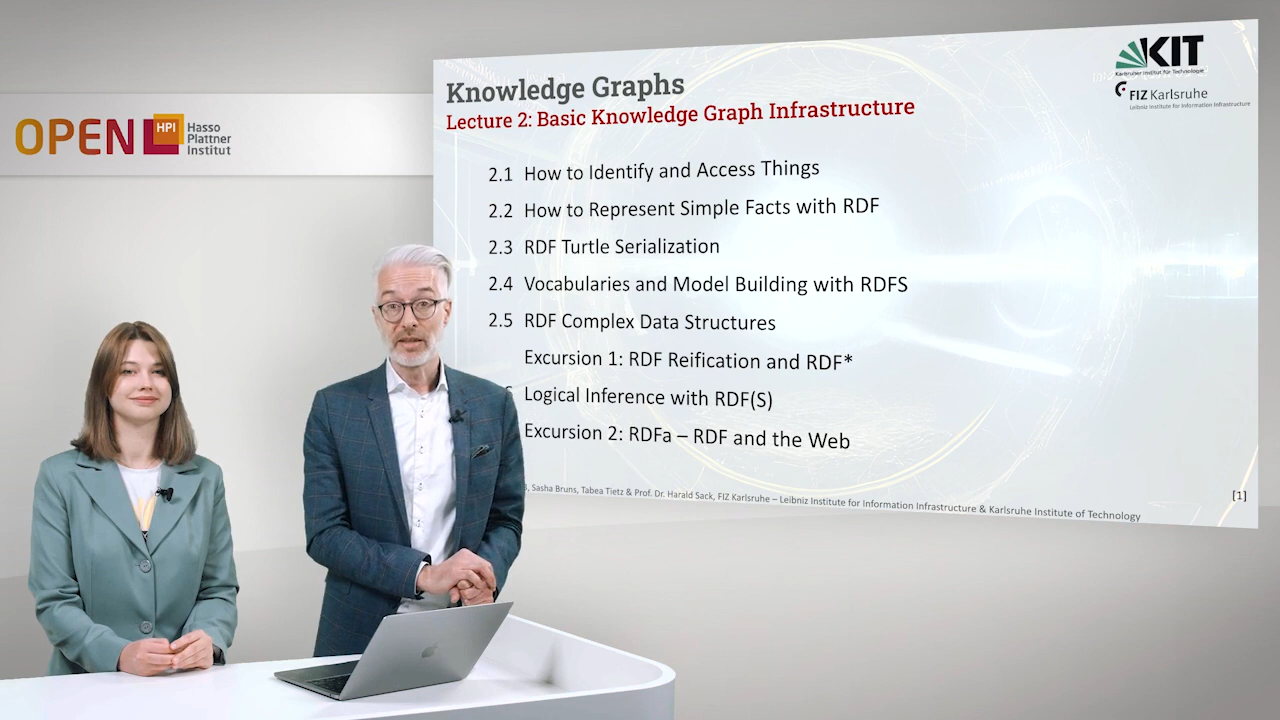 OPEN HPI Hasso
Plattner
Institut
KIT
Karlsruher Institut für Technologie
FIZ Karlsruhe
Leibniz Institute for Information Infrastructure
Knowledge Graphs
Lecture 2: Basic Knowledge Graph Infrastructure
2.1 How to Identify and Access Things
2.2 How to Represent Simple Facts with RDF
2.3 RDF Turtle Serialization
2.4 Vocabularies and Model Building with RDFS
2.5 RDF Complex Data Structures
Excursion 1: RDF Reification and RDF*
Logical Inference with RDF(S)
Excursion 2: RDFa – RDF and the Web
Sasha Bruns, Tabea Tietz & Prof. Dr. Harald Sack, FIZ Karlsruhe – Leibniz Institute for Information Infrastructure & Karlsruhe Institute of Technology
[1]